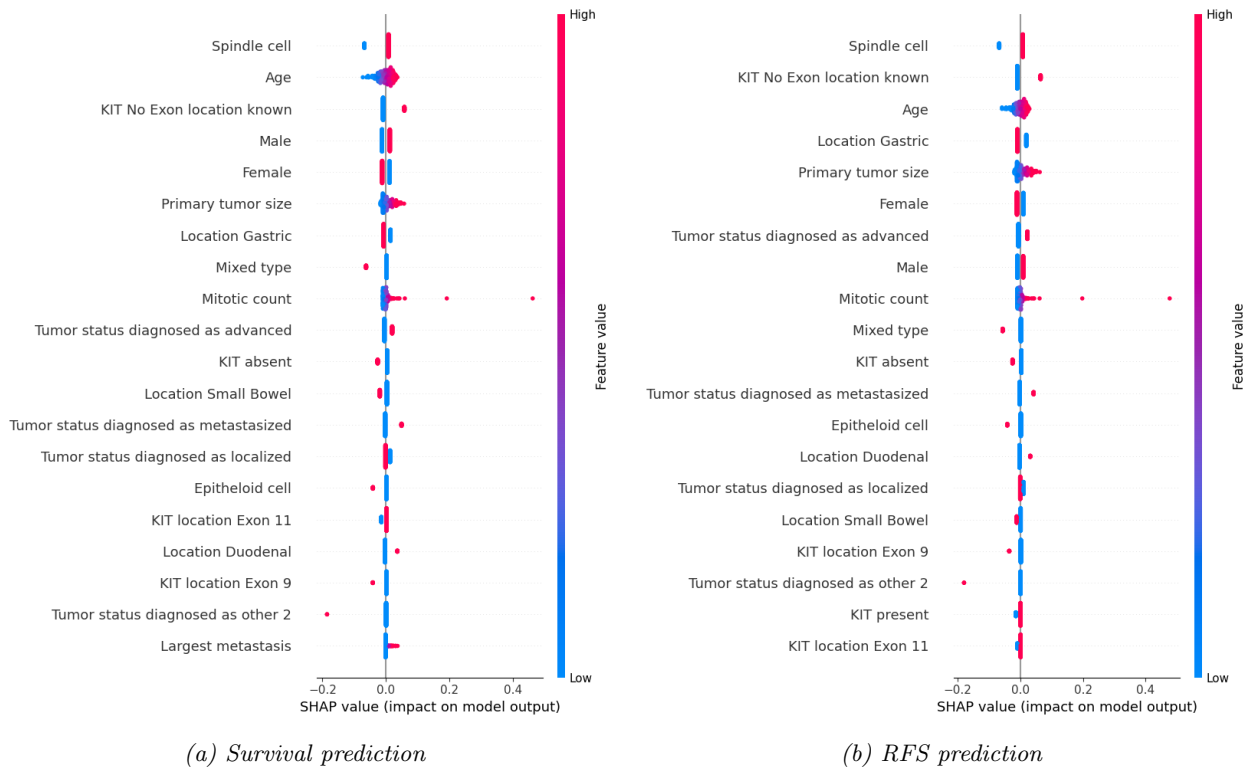 Spindle cell
Age
KIT No Exon location known
Male
Female
Primary tumor size
Location Gastric
Mixed type
Mitotic count
Tumor status diagnosed as advanced
KIT absent
Location Small Bowel
Tumor status diagnosed as metastasized
Tumor status diagnosed as localized
Epitheloid cell
KIT location Exon 11
Location Duodenal
KIT location Exon 9
Tumor status diagnosed as other 2
Largest metastasis
−0.2 0.0 0.2 0.4
SHAP value (impact on model output)
High
Feature value
Low
(a) Survival prediction
Spindle cell
KIT No Exon location known
Age
Location Gastric
Primary tumor size
Female
Tumor status diagnosed as advanced
Male
Mitotic count
Mixed type
KIT absent
Tumor status diagnosed as metastasized
Epitheloid cell
Location Duodenal
Tumor status diagnosed as localized
Location Small Bowel
KIT location Exon 9
Tumor status diagnosed as other 2
KIT present
KIT location Exon 11
−0.2 0.0 0.2 0.4
SHAP value (impact on model output)
High
Feature value
Low
(b) RFS prediction